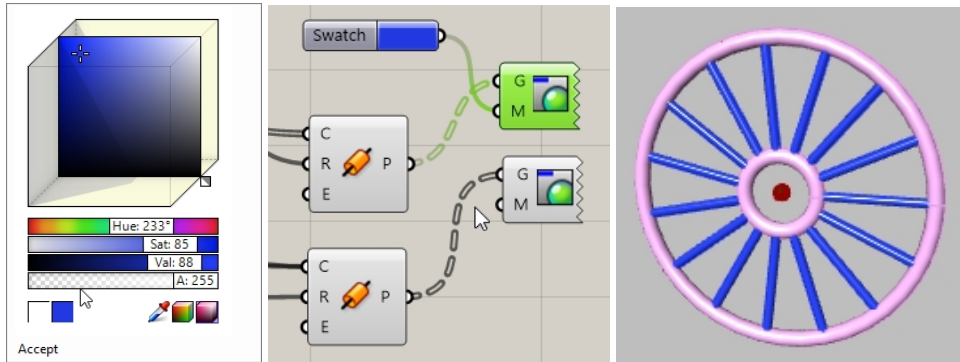 Hue: 233°
Sat: 85
Val: 88
A: 255
Accept
Swatch
G
M
C
R
P
E
G
M
C
R
P
E